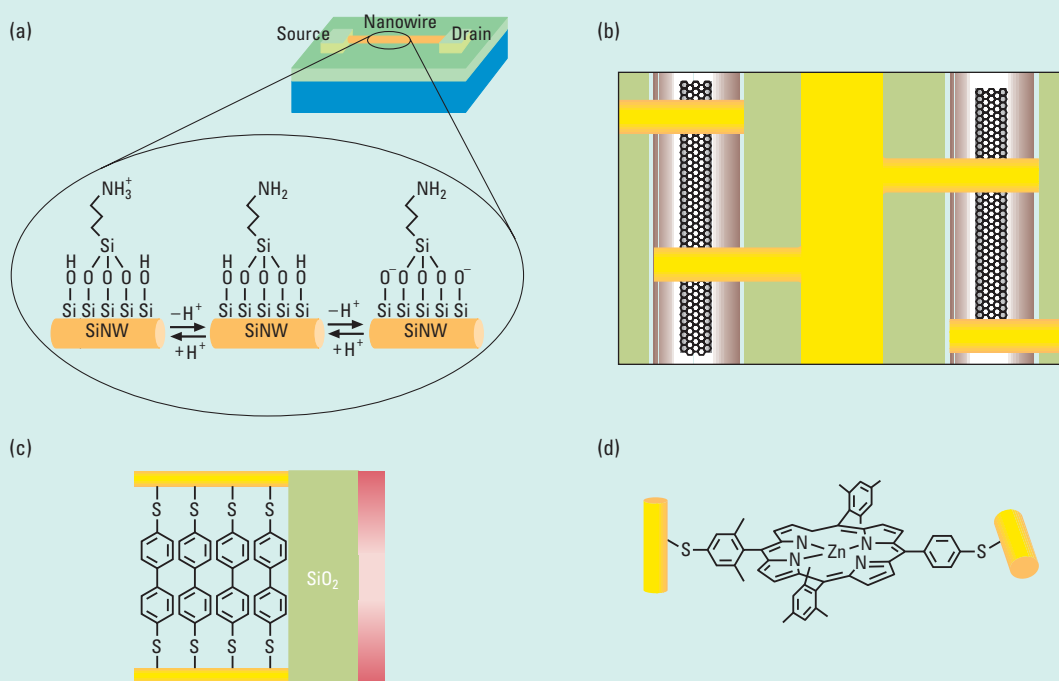 (a)
Nanowire
Source
Drain
NH₃⁺
NH₂
NH₂
Si
Si
Si
H
H
H
H
O O O O O
O O O O O
O⁻ O O O O⁻
Si Si Si Si Si
Si Si Si Si Si
Si Si Si Si Si
–H⁺
–H⁺
SiNW
SiNW
SiNW
+H⁺
+H⁺
(b)
(c)
S S S S
SiO₂
S S S S
(d)
N
N
S
Zn
S
N
N